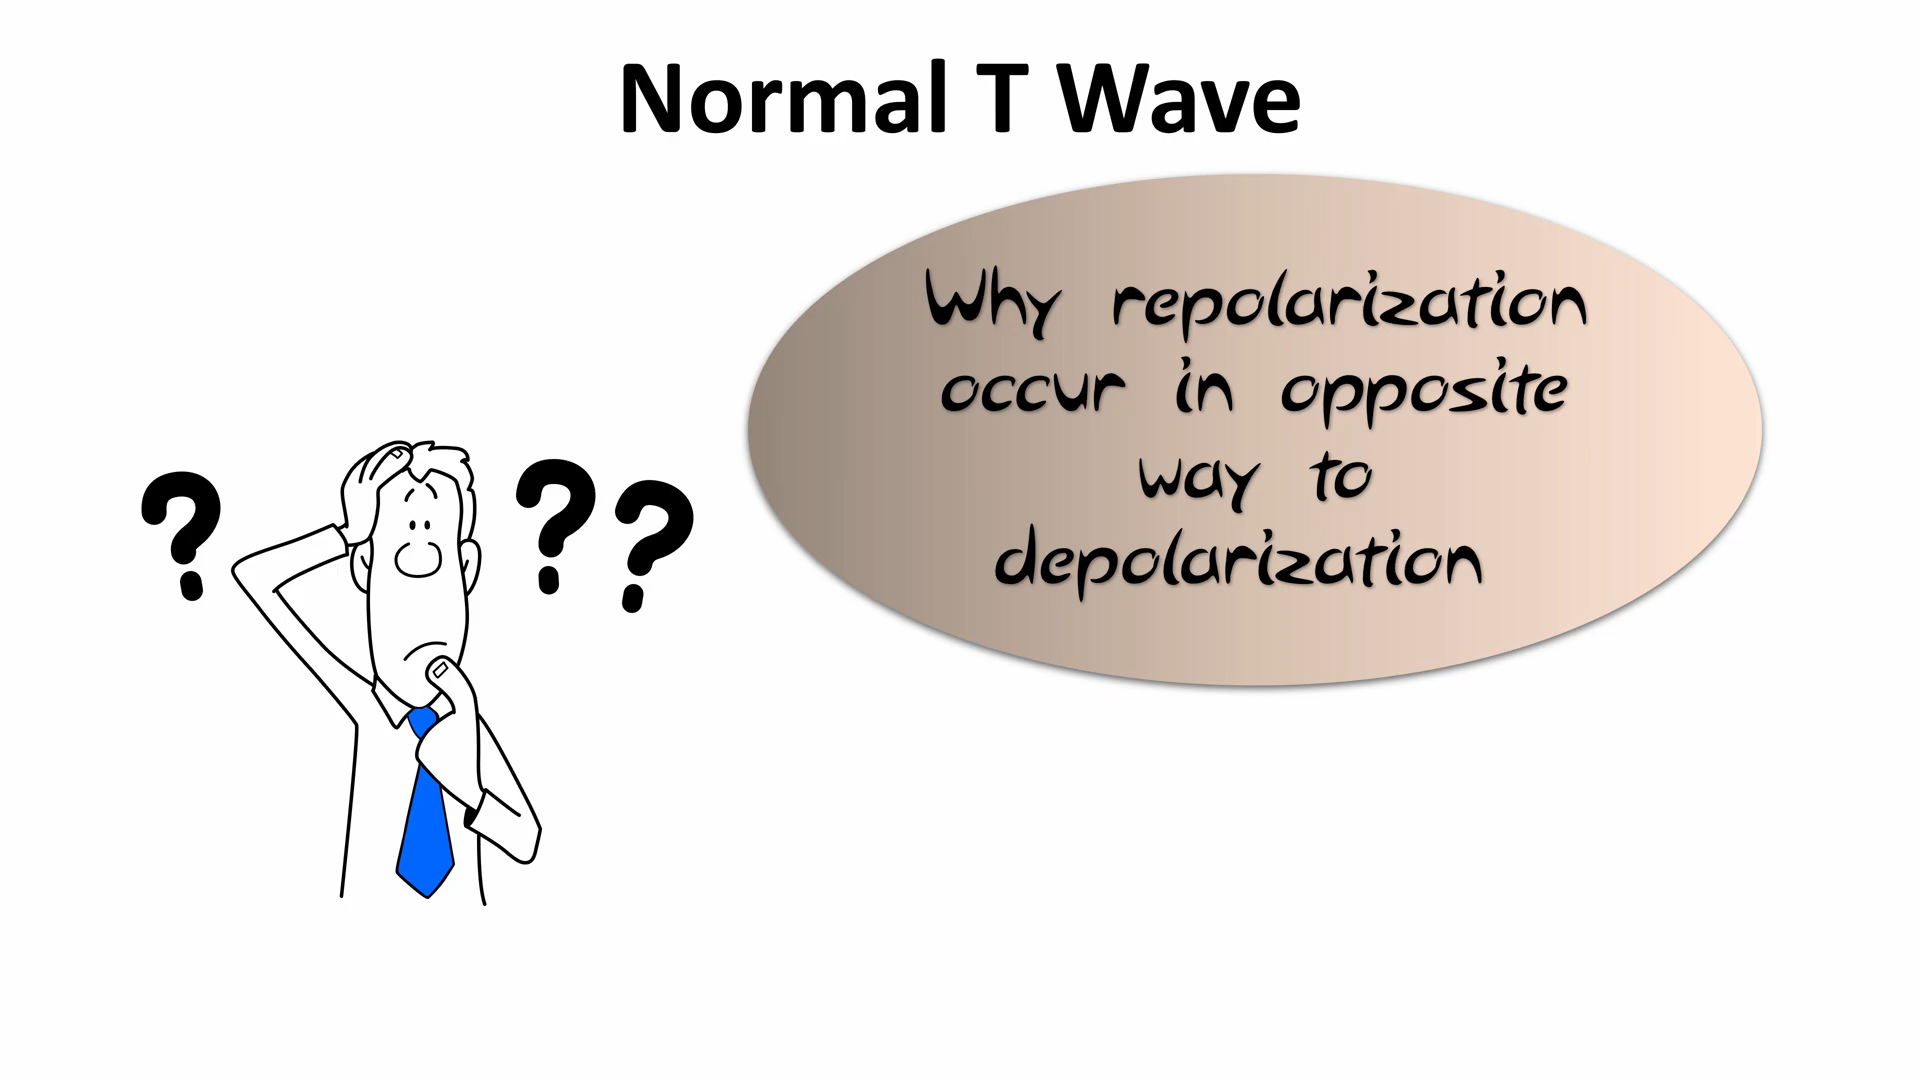 Normal T Wave
Why repolarization
occur in opposite
way to
depolarization
? ? ?